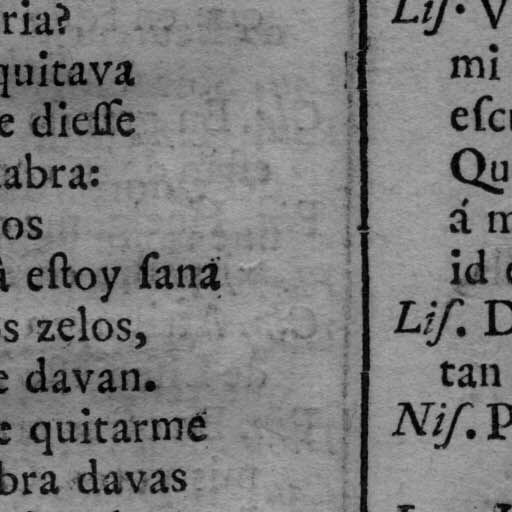 ria?
quitava
e dieſſe
abra:
os
à eſtoy ſana
s zelos,
e davan.
e quitarme
bra davas
Liſ. V
mi
eſcu
Qu
á m
id
Liſ. D
tan
Niſ. P